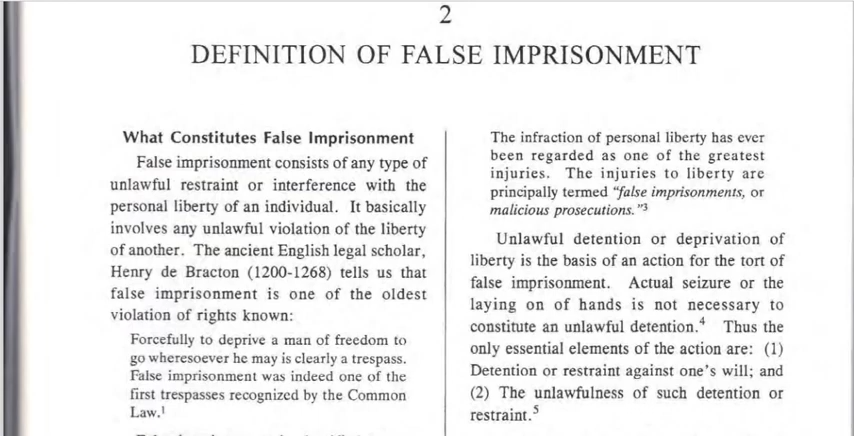 2
DEFINITION OF FALSE IMPRISONMENT
What Constitutes False Imprisonment
False imprisonment consists of any type of
unlawful restraint or interference with the
personal liberty of an individual. It basically
involves any unlawful violation of the liberty
of another. The ancient English legal scholar,
Henry de Bracton (1200-1268) tells us that
false imprisonment is one of the oldest
violation of rights known:
Forcefully to deprive a man of freedom to
go wheresoever he may is clearly a trespass.
False imprisonment was indeed one of the
first trespasses recognized by the Common
Law.¹
The infraction of personal liberty has ever
been regarded as one of the greatest
injuries. The injuries to liberty are
principally termed "false imprisonments, or
malicious prosecutions."³
Unlawful detention or deprivation of
liberty is the basis of an action for the tort of
false imprisonment. Actual seizure or the
laying on of hands is not necessary to
constitute an unlawful detention.⁴ Thus the
only essential elements of the action are: (1)
Detention or restraint against one's will; and
(2) The unlawfulness of such detention or
restraint.⁵